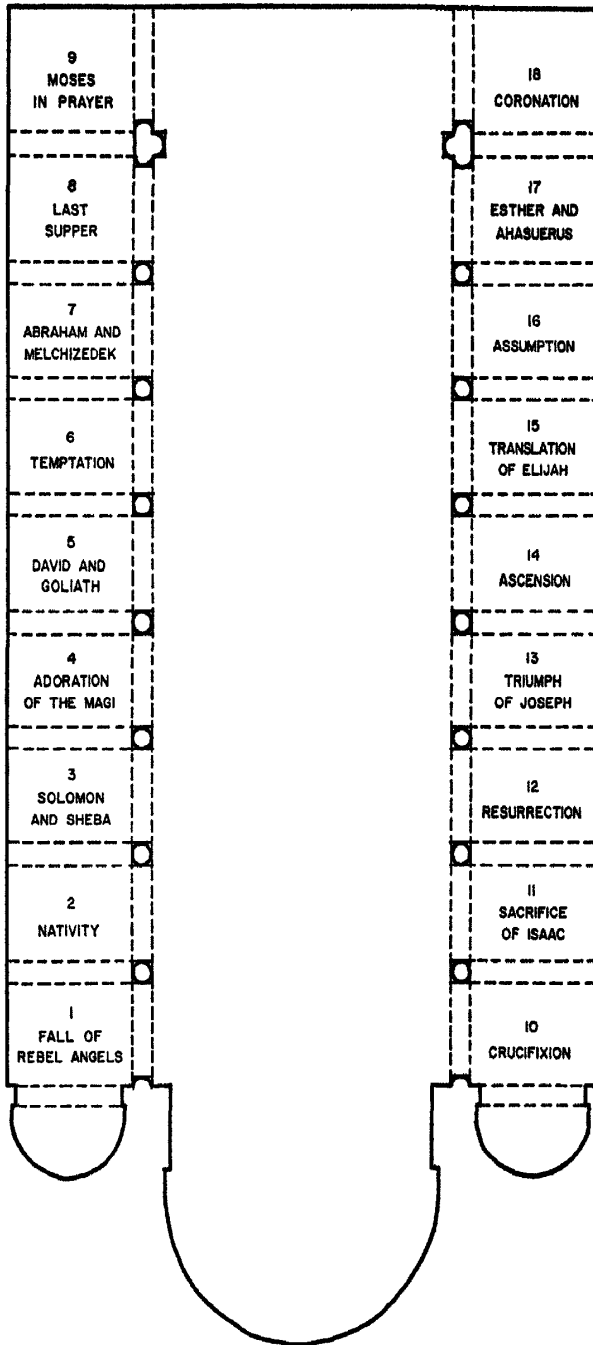 9
MOSES
IN PRAYER
8
LAST
SUPPER
7
ABRAHAM AND
MELCHIZEDEK
6
TEMPTATION
5
DAVID AND
GOLIATH
4
ADORATION
OF THE MAGI
3
SOLOMON
AND SHEBA
2
NATIVITY
1
FALL OF
REBEL ANGELS
18
CORONATION
17
ESTHER AND
AHASUERUS
16
ASSUMPTION
15
TRANSLATION
OF ELIJAH
14
ASCENSION
13
TRIUMPH
OF JOSEPH
12
RESURRECTION
11
SACRIFICE
OF ISAAC
10
CRUCIFIXION